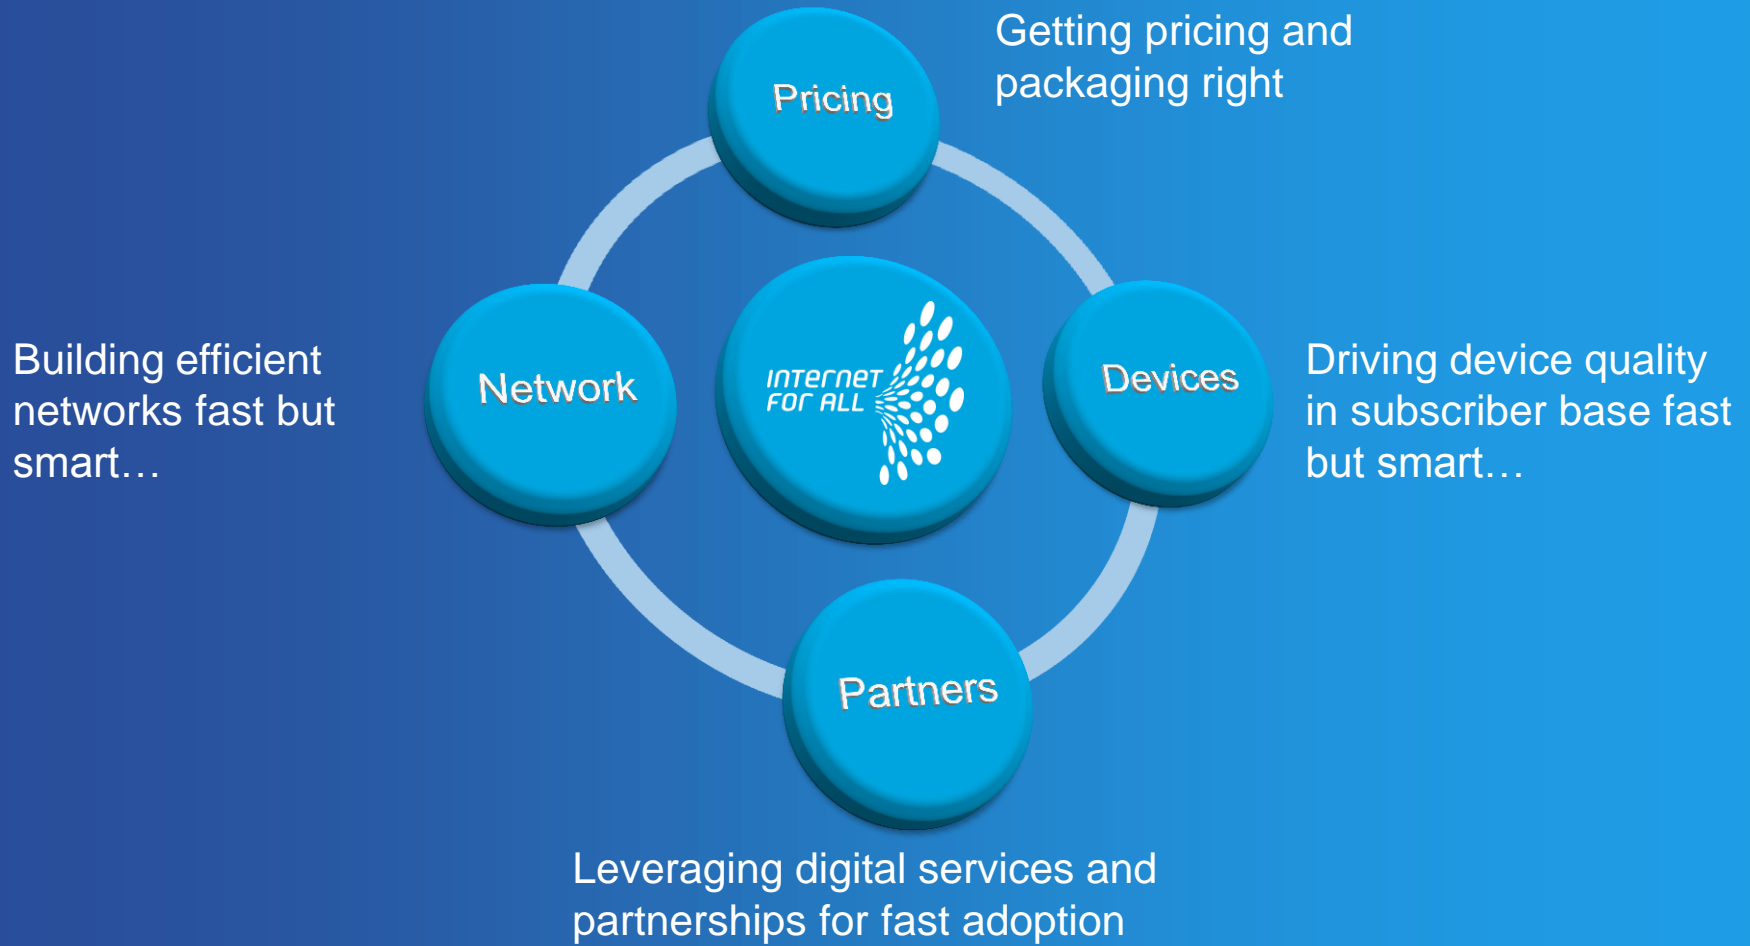 Getting pricing and
packaging right
Pricing
Building efficient
networks fast but
smart…
Network
INTERNET
FOR ALL
Devices
Driving device quality
in subscriber base fast
but smart…
Partners
Leveraging digital services and
partnerships for fast adoption